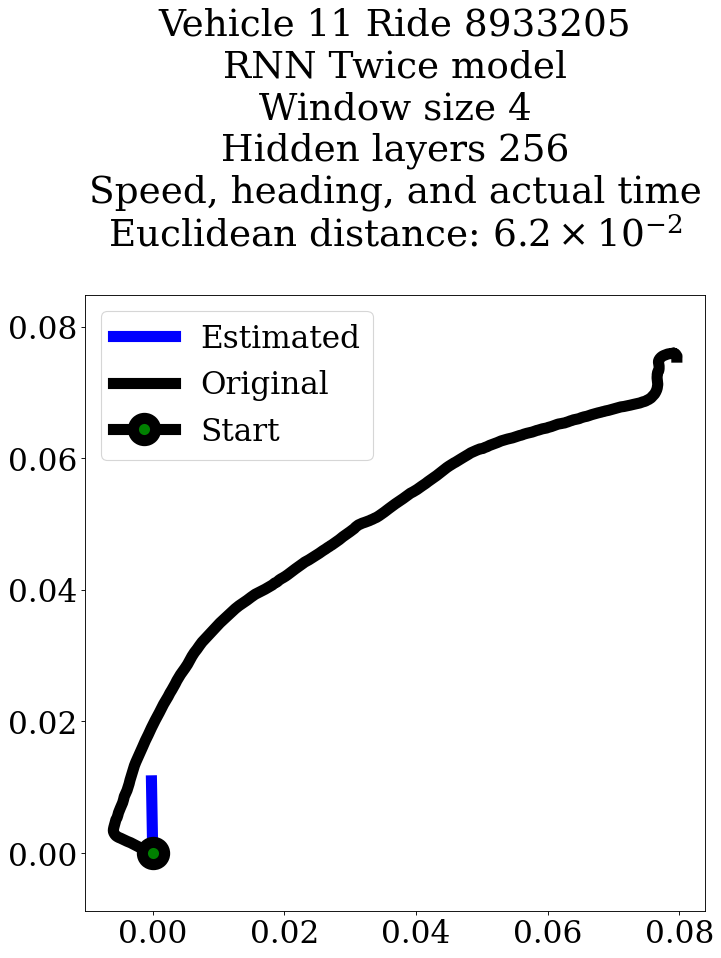 Vehicle 11 Ride 8933205
RNN Twice model
Window size 4
Hidden layers 256
Speed, heading, and actual time
Euclidean distance: 6.2 × 10⁻²
Estimated
Original
Start
0.08
0.06
0.04
0.02
0.00
0.00 0.02 0.04 0.06 0.08